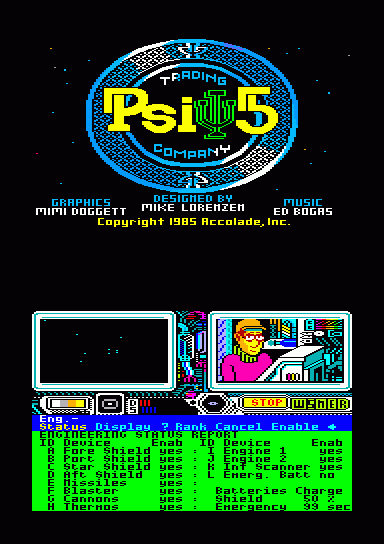 TRADING
Psi 5
COMPANY
GRAPHICS DESIGNED BY MUSIC
MIMI DOGGETT MIKE LORENZEN ED BOGAS
Copyright 1985 Accolade, Inc.
STOP
Eng -
Status Display ? Rank Cancel Enable
ENGINEERING STATUS REPORT
ID Device Enab ID Device Enab
A Fore Shield yes : I Engine 1 yes
B Port Shield yes : J Engine 2 yes
C Star Shield yes : K Inf Scanner yes
D Aft Shield yes : L Energ. Batt no
E Missiles yes :
F Blaster yes : Batteries Charge
G Cannons yes : Shield 50 %
H Thermos yes : Emergency 99 sec